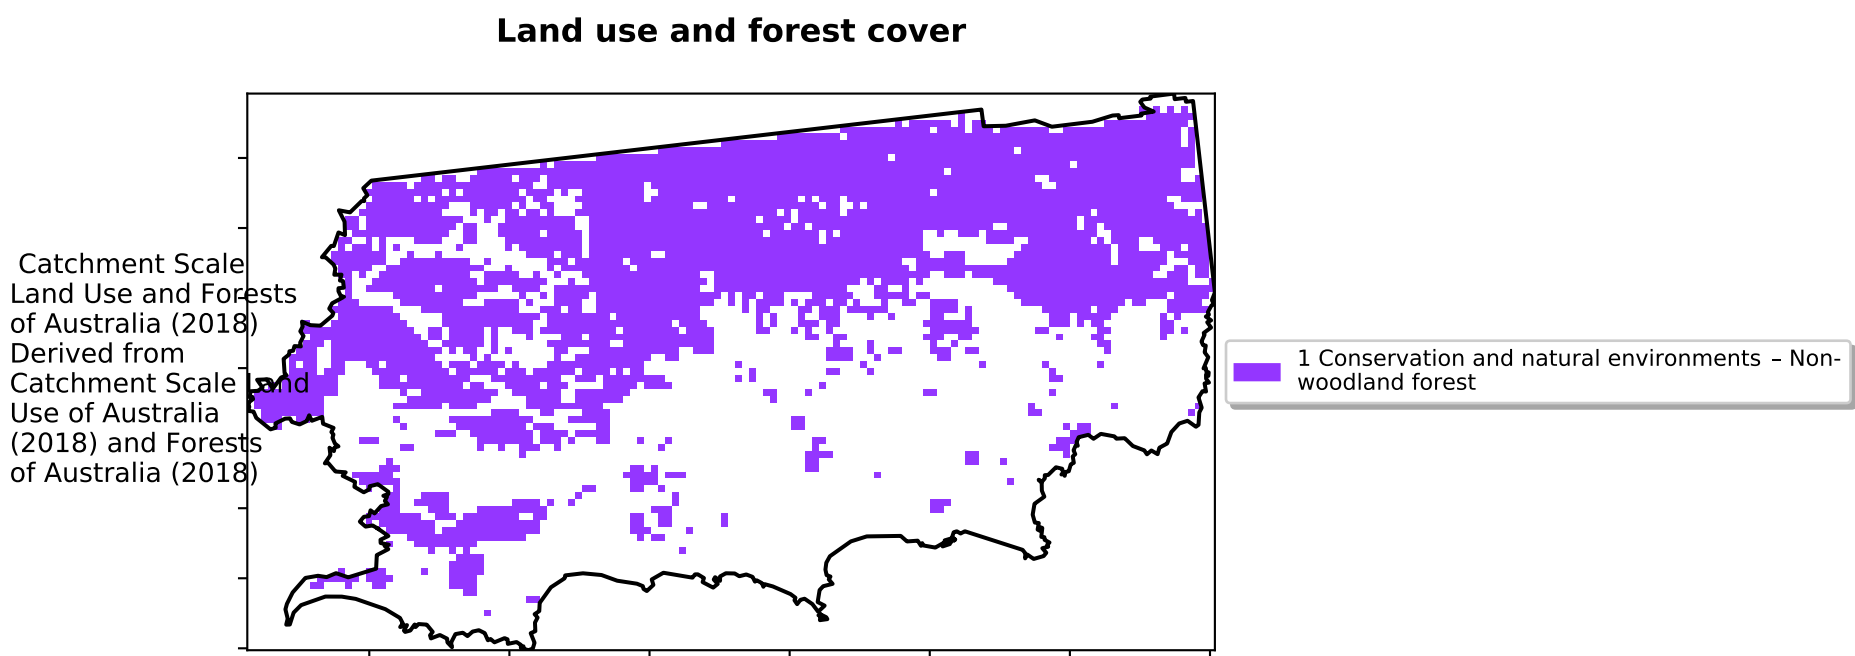 Land use and forest cover
Catchment Scale
Land Use and Forests
of Australia (2018)
Derived from
Catchment Scale Land
Use of Australia
(2018) and Forests
of Australia (2018)
1 Conservation and natural environments – Non-
woodland forest